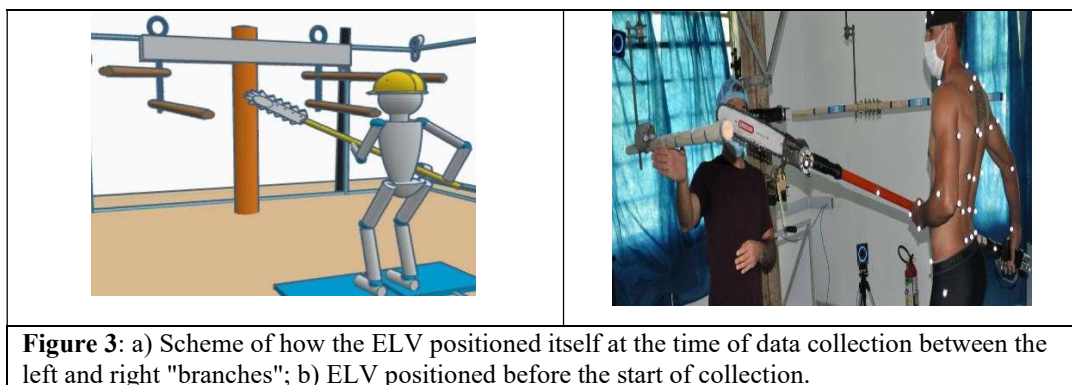 Figure 3: a) Scheme of how the ELV positioned itself at the time of data collection between the
left and right "branches"; b) ELV positioned before the start of collection.